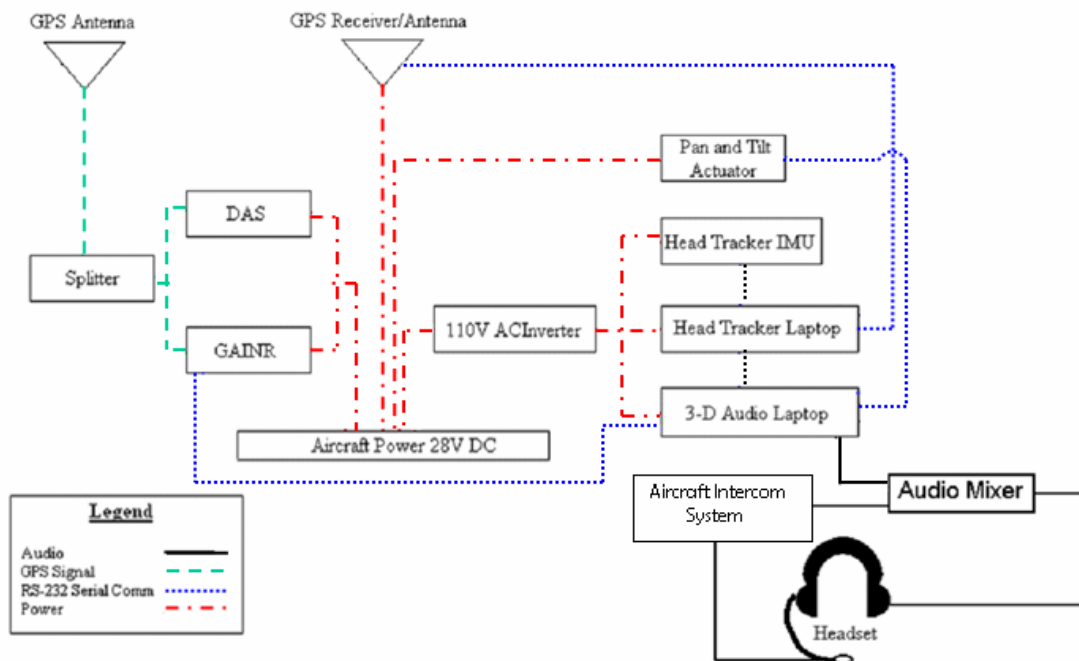 GPS Antenna
GPS Receiver/Antenna
Pan and Tilt
Actuator
DAS
Head Tracker IMU
Splitter
110V ACInverter
Head Tracker Laptop
GAINR
3-D Audio Laptop
Aircraft Power 28V DC
Aircraft Intercom
System
Audio Mixer
Legend
Audio
GPS Signal
RS-232 Serial Comm
Power
Headset